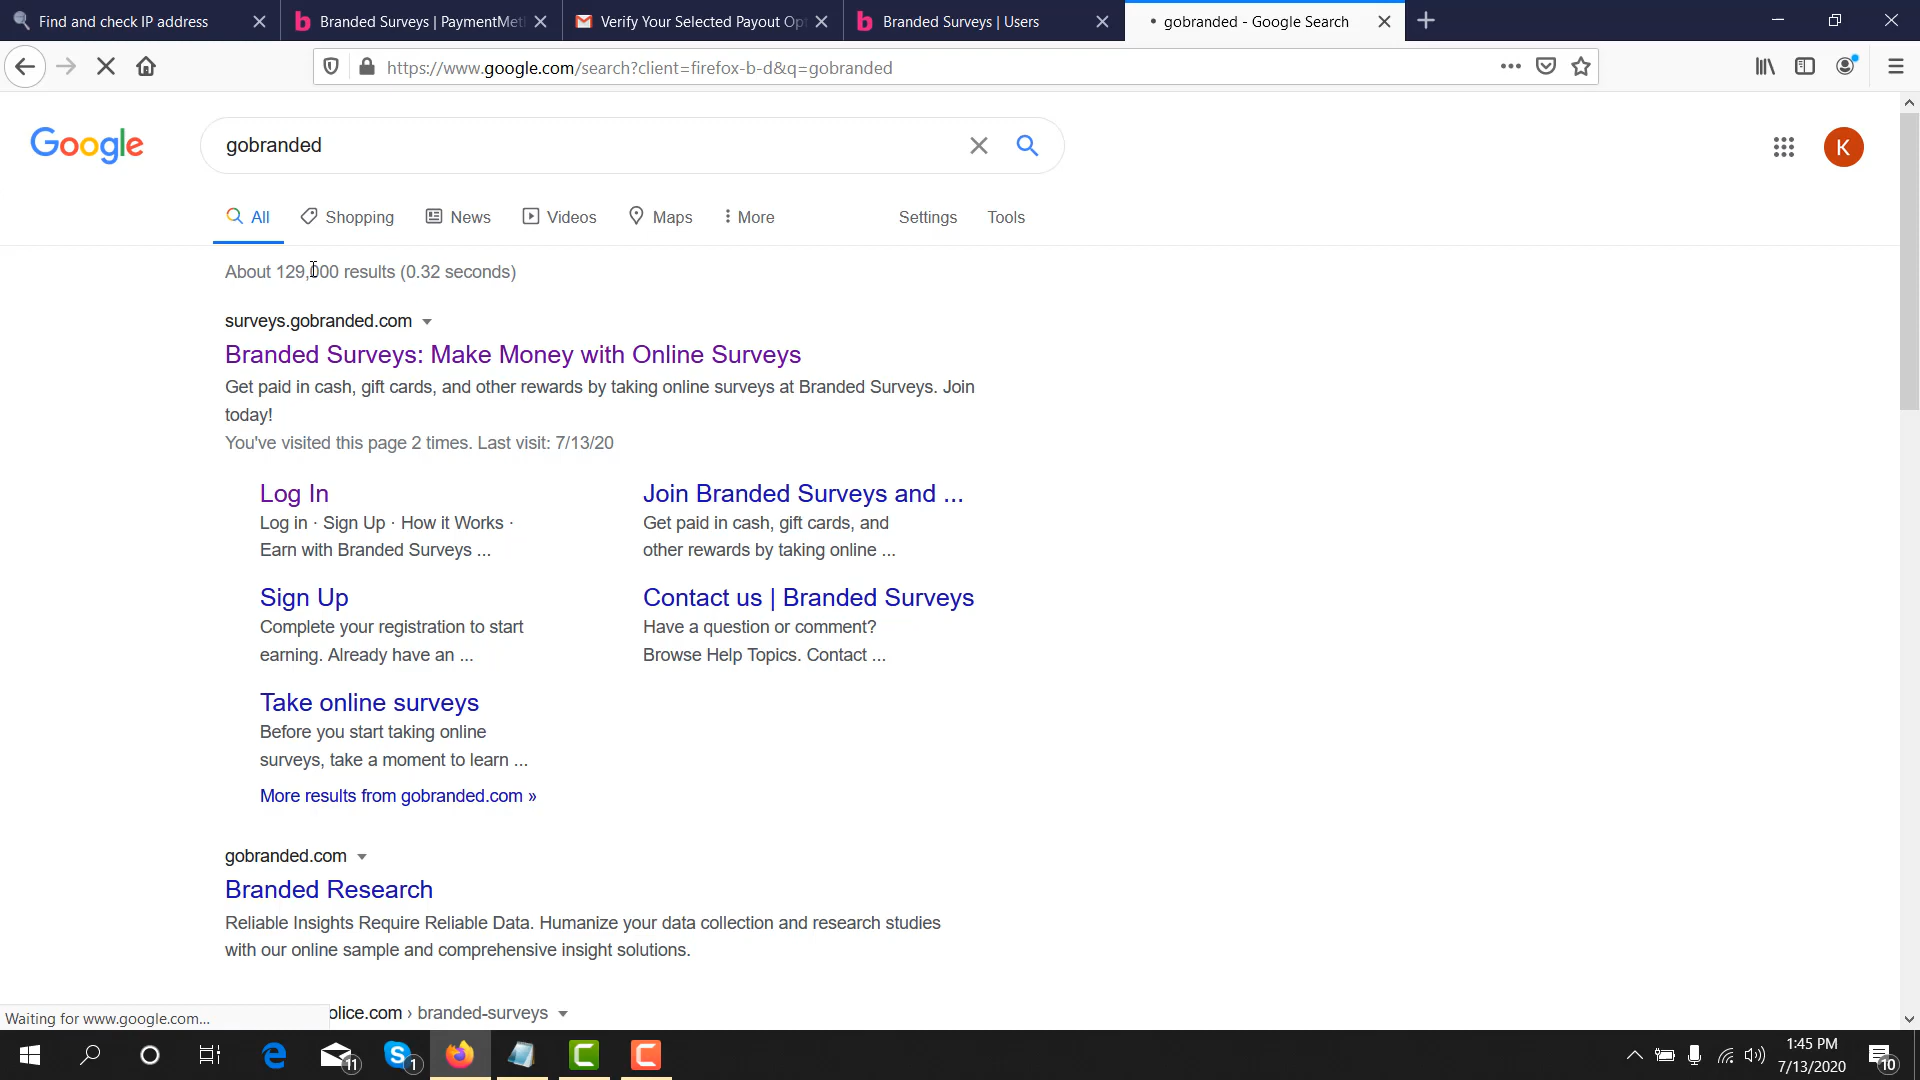 Find and check IP address
Branded Surveys | PaymentMet
Verify Your Selected Payout Op
Branded Surveys | Users
gobranded - Google Search
https://www.google.com/search?client=firefox-b-d&q=gobranded
Google
gobranded
K
All
Shopping
News
Videos
Maps
More
Settings
Tools
About 129,000 results (0.32 seconds)
surveys.gobranded.com
Branded Surveys: Make Money with Online Surveys
Get paid in cash, gift cards, and other rewards by taking online surveys at Branded Surveys. Join
today!
You've visited this page 2 times. Last visit: 7/13/20
Log In
Log in · Sign Up · How it Works ·
Earn with Branded Surveys ...
Join Branded Surveys and ...
Get paid in cash, gift cards, and
other rewards by taking online ...
Sign Up
Complete your registration to start
earning. Already have an ...
Contact us | Branded Surveys
Have a question or comment?
Browse Help Topics. Contact ...
Take online surveys
Before you start taking online
surveys, take a moment to learn ...
More results from gobranded.com »
gobranded.com
Branded Research
Reliable Insights Require Reliable Data. Humanize your data collection and research studies
with our online sample and comprehensive insight solutions.
olice.com › branded-surveys
Waiting for www.google.com...
11
1
1:45 PM
7/13/2020
10